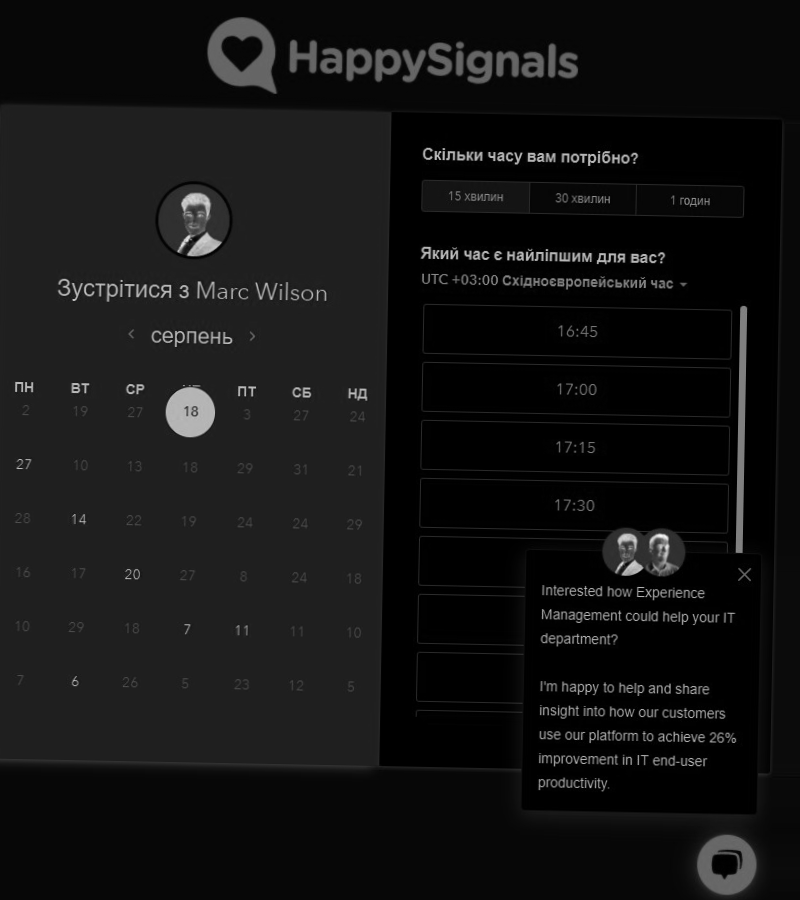 HappySignals
Зустрітися з Marc Wilson
серпень
ПН ВТ СР ПТ СБ НД
2 19 27 18 3 27 24
27 10 13 18 29 31 21
28 14 22 19 24 24 29
16 17 20 27 8 24 18
10 29 18 7 11 11 10
7 6 26 5 23 12 5
Скільки часу вам потрібно?
15 хвилин 30 хвилин 1 годин
Який час є найліпшим для вас?
UTC +03:00 Східноєвропейський час
16:45
17:00
17:15
17:30
Interested how Experience
Management could help your IT
department?
I'm happy to help and share
insight into how our customers
use our platform to achieve 26%
improvement in IT end-user
productivity.